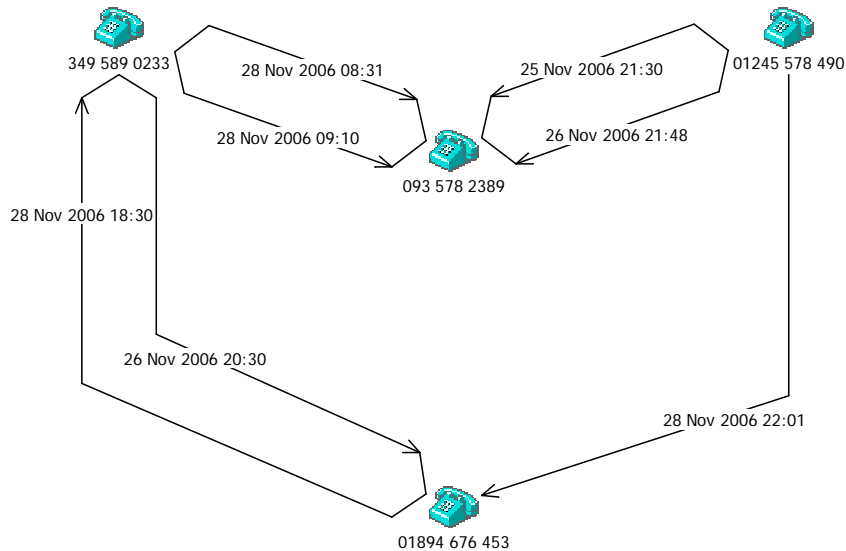 349 589 0233
01245 578 490
28 Nov 2006 08:31
25 Nov 2006 21:30
28 Nov 2006 09:10
26 Nov 2006 21:48
093 578 2389
28 Nov 2006 18:30
26 Nov 2006 20:30
28 Nov 2006 22:01
01894 676 453